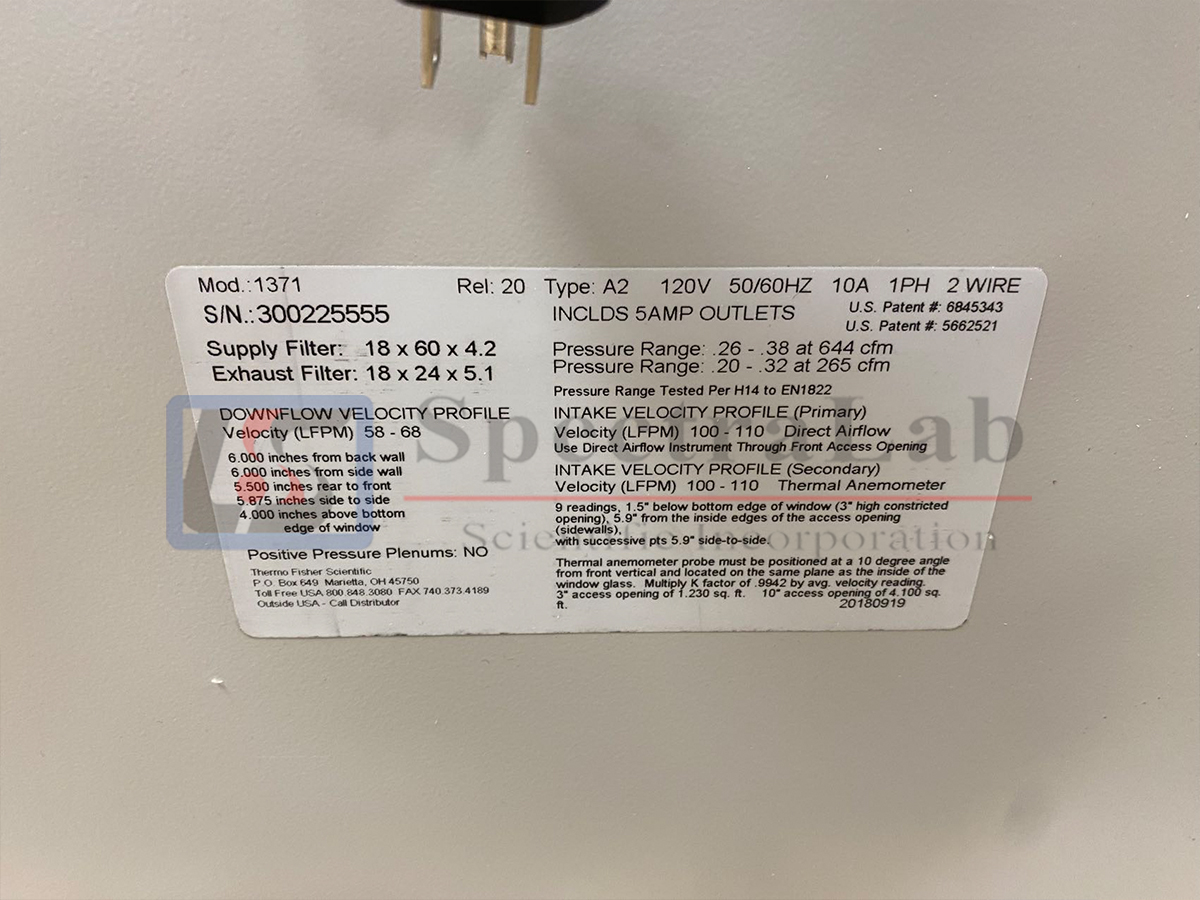 Mod.:1371 Rel: 20 Type: A2 120V 50/60HZ 10A 1PH 2 WIRE
S/N.:300225555
INCLDS 5AMP OUTLETS
U.S. Patent #: 6845343
U.S. Patent #: 5662521
Supply Filter: 18 x 60 x 4.2
Exhaust Filter: 18 x 24 x 5.1
Pressure Range: .26 - .38 at 644 cfm
Pressure Range: .20 - .32 at 265 cfm
Pressure Range Tested Per H14 to EN1822
DOWNFLOW VELOCITY PROFILE
Velocity (LFPM) 58 - 68
6.000 inches from back wall
6.000 inches from side wall
5.500 inches rear to front
5.875 inches side to side
4.000 inches above bottom
edge of window
Positive Pressure Plenums: NO
Thermo Fisher Scientific
P.O. Box 649 Marietta, OH 45750
Toll Free USA 800.848.3080 FAX 740.373.4189
Outside USA - Call Distributor
INTAKE VELOCITY PROFILE (Primary)
Velocity (LFPM) 100 - 110 Direct Airflow
Use Direct Airflow Instrument Through Front Access Opening
INTAKE VELOCITY PROFILE (Secondary)
Velocity (LFPM) 100 - 110 Thermal Anemometer
9 readings, 1.5" below bottom edge of window (3" high constricted
opening), 5.9" from the inside edges of the access opening
(sidewalls),
with successive pts 5.9" side-to-side.
Thermal anemometer probe must be positioned at a 10 degree angle
from front vertical and located on the same plane as the inside of the
window glass. Multiply K factor of .9942 by avg. velocity reading.
3" access opening of 1.230 sq. ft. 10" access opening of 4.100 sq.
ft.
20180919
SpectraLab
Scientific Incorporation